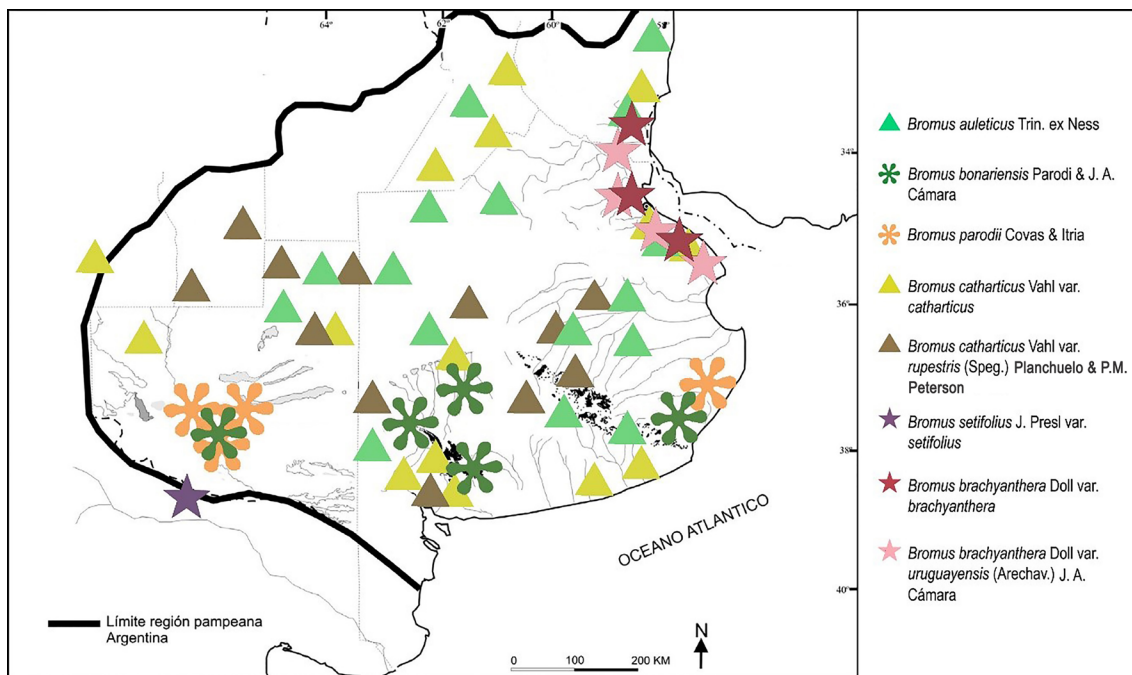 64
62
60
58
34°
36°
38°
40°
OCEANO ATLANTICO
Límite región pampeana
Argentina
0 100 200 KM
N
Bromus auleticus Trin. ex Ness
Bromus bonariensis Parodi & J. A.
Cámara
Bromus parodii Covas & Itria
Bromus catharticus Vahl var.
catharticus
Bromus catharticus Vahl var.
rupestris (Speg.) Planchuelo & P.M.
Peterson
Bromus setifolius J. Presl var.
setifolius
Bromus brachyanthera Doll var.
brachyanthera
Bromus brachyanthera Doll var.
uruguayensis (Arechav.) J. A.
Cámara